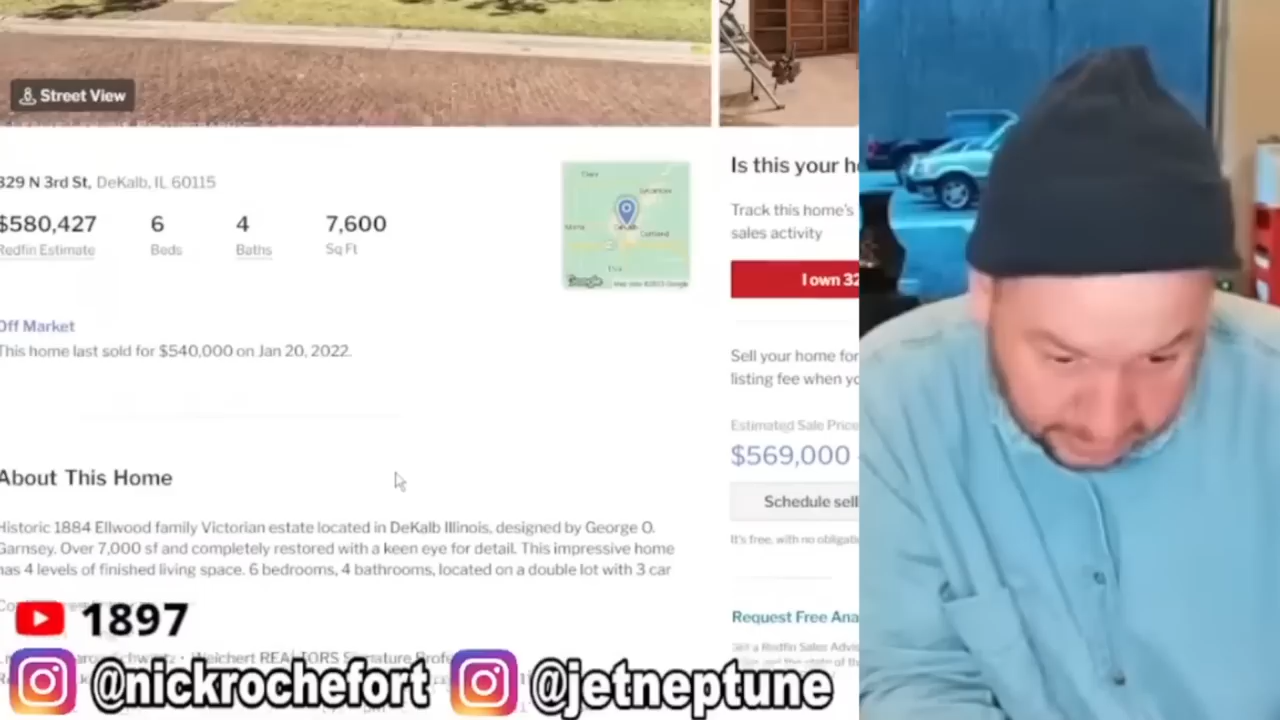 Street View
329 N 3rd St, DeKalb, IL 60115
$580,427
6
4
7,600
Redfin Estimate
Beds
Baths
Sq Ft
Google
Off Market
This home last sold for $540,000 on Jan 20, 2022.
About This Home
Historic 1884 Ellwood family Victorian estate located in DeKalb Illinois, designed by George O.
Garnsey. Over 7,000 sf and completely restored with a keen eye for detail. This impressive home
has 4 levels of finished living space. 6 bedrooms, 4 bathrooms, located on a double lot with 3 car
Is this your h
Track this home's
sales activity
I own 32
Sell your home for
listing fee when yo
Estimated Sale Price
$569,000
Schedule sell
It's free, with no obligati
Request Free Ana
1897
@nickrochefort
@jetneptune